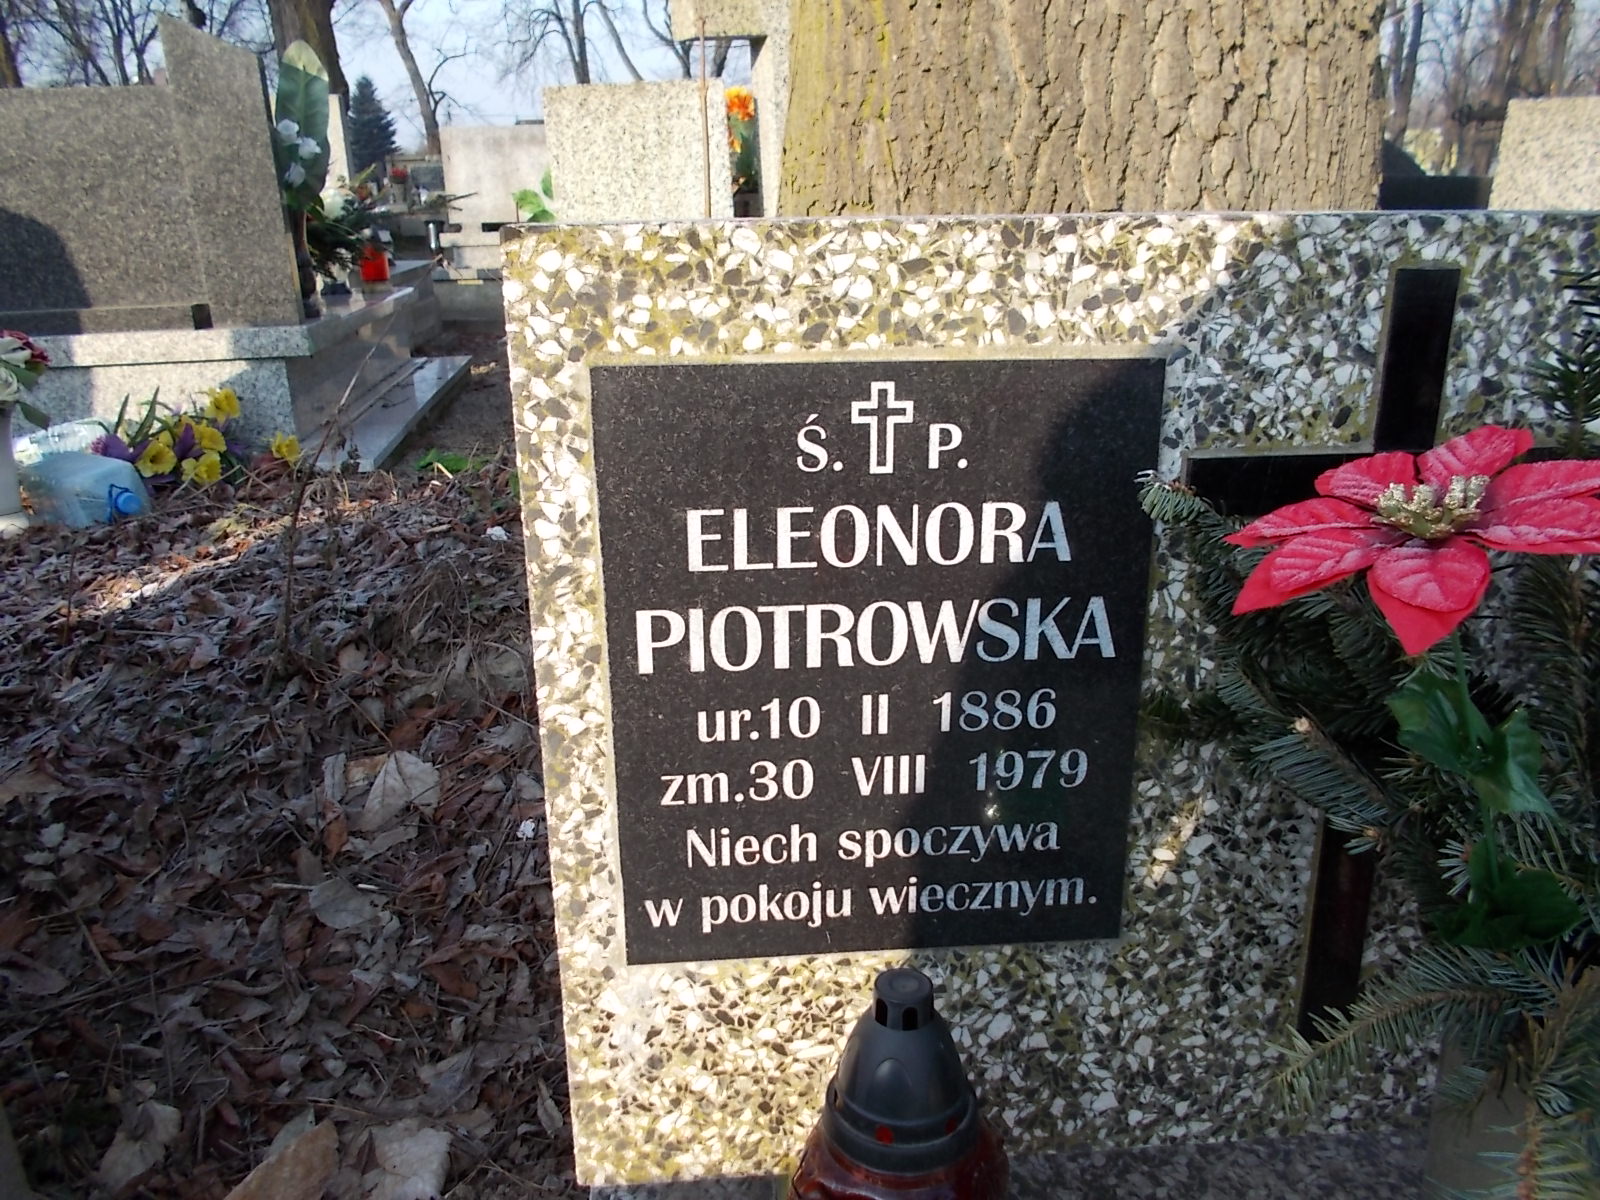 Ś. P.
ELEONORA
PIOTROWSKA
ur.10 II 1886
zm.30 VIII 1979
Niech spoczywa
w pokoju wiecznym.